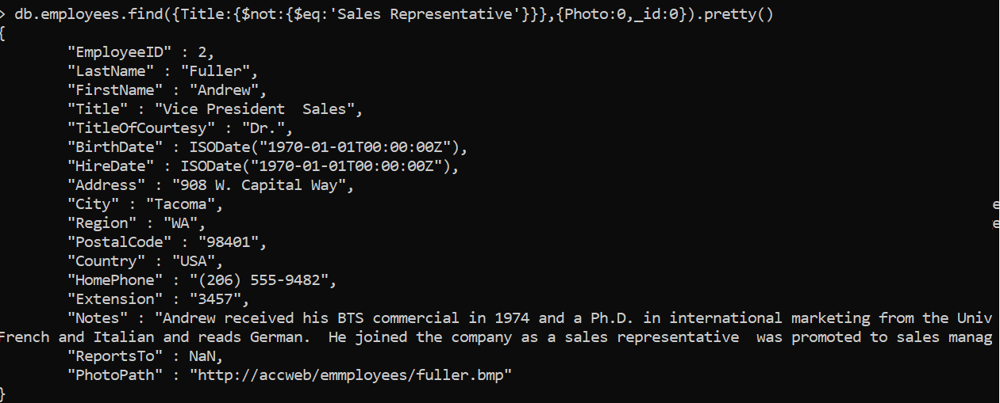 > db.employees.find({Title:{$not:{$eq:'Sales Representative'}}},{Photo:0,_id:0}).pretty()
{
        "EmployeeID" : 2,
        "LastName" : "Fuller",
        "FirstName" : "Andrew",
        "Title" : "Vice President  Sales",
        "TitleOfCourtesy" : "Dr.",
        "BirthDate" : ISODate("1970-01-01T00:00:00Z"),
        "HireDate" : ISODate("1970-01-01T00:00:00Z"),
        "Address" : "908 W. Capital Way",
        "City" : "Tacoma",
        "Region" : "WA",
        "PostalCode" : "98401",
        "Country" : "USA",
        "HomePhone" : "(206) 555-9482",
        "Extension" : "3457",
        "Notes" : "Andrew received his BTS commercial in 1974 and a Ph.D. in international marketing from the Univ
French and Italian and reads German.  He joined the company as a sales representative  was promoted to sales manag
        "ReportsTo" : NaN,
        "PhotoPath" : "http://accweb/emmployees/fuller.bmp"
}